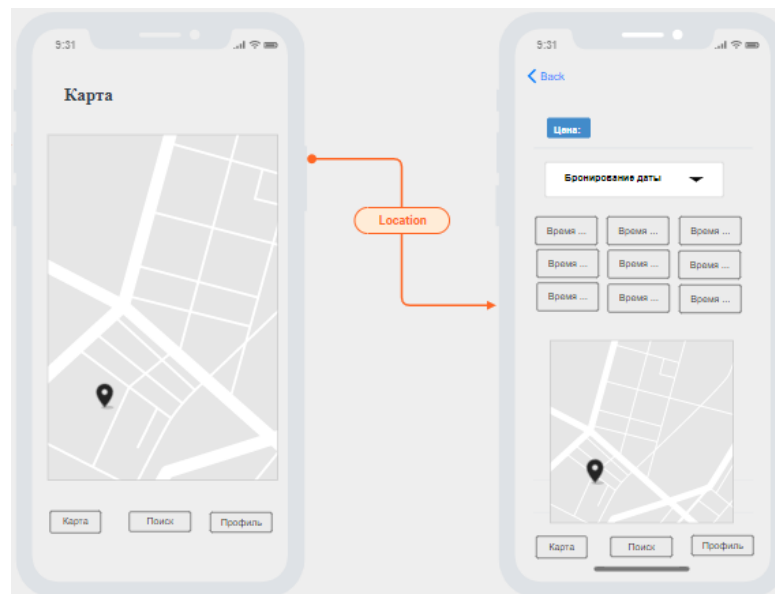 9:31
Карта
Карта
Поиск
Профиль
Location
9:31
Back
Цена:
Бронирование даты
Время ...
Время ...
Время ...
Время ...
Время ...
Время ...
Время ...
Время ...
Время ...
Карта
Поиск
Профиль